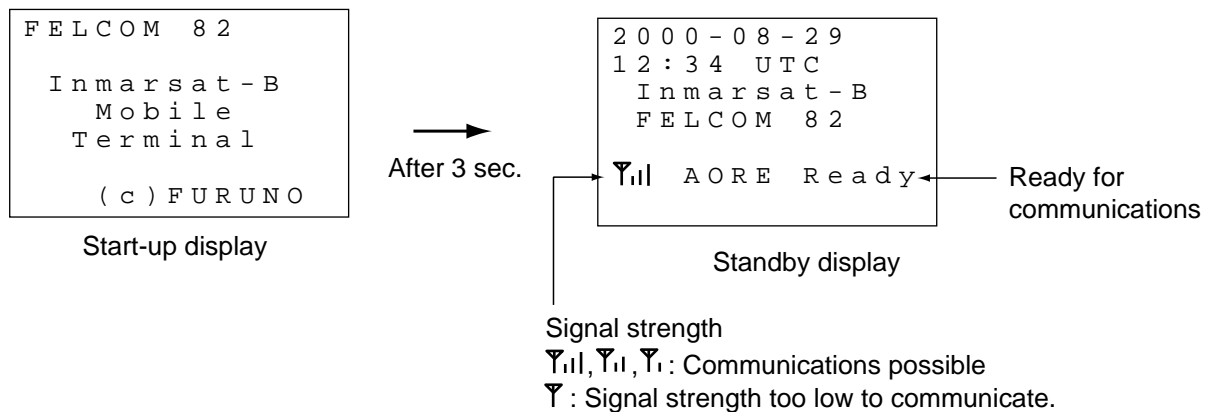 FELCOM 82
Inmarsat-B
Mobile
Terminal
(c)FURUNO
Start-up display
After 3 sec.
2000-08-29
12:34 UTC
Inmarsat-B
FELCOM 82
AORE Ready
Ready for
communications
Standby display
Signal strength
, , : Communications possible
: Signal strength too low to communicate.